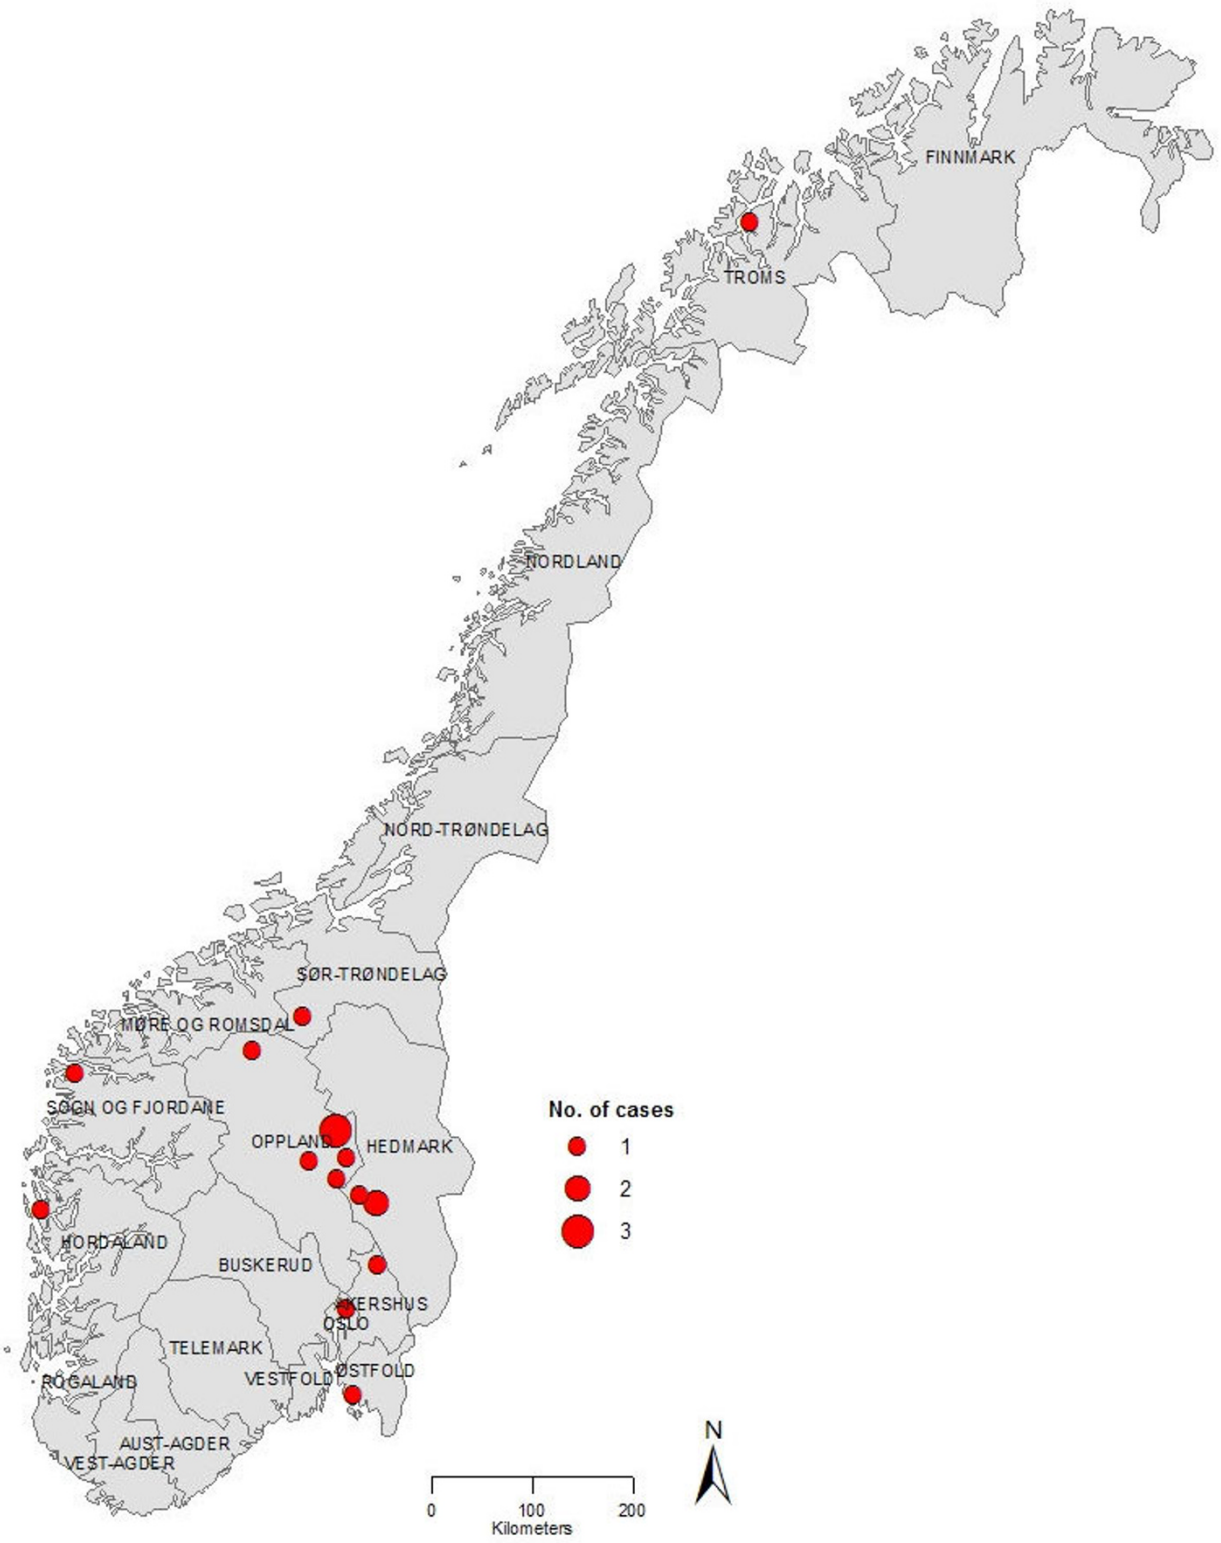 FINNMARK
TROMS
NORDLAND
NORD-TRØNDELAG
SØR-TRØNDELAG
MØRE OG ROMSDAL
SOGN OG FJORDANE
OPPLAND
HEDMARK
HORDALAND
BUSKERUD
AKERSHUS
OSLO
TELEMARK
ØSTFOLD
VESTFOLD
ROGALAND
AUST-AGDER
VEST-AGDER
No. of cases
1
2
3
N
0 100 200
Kilometers